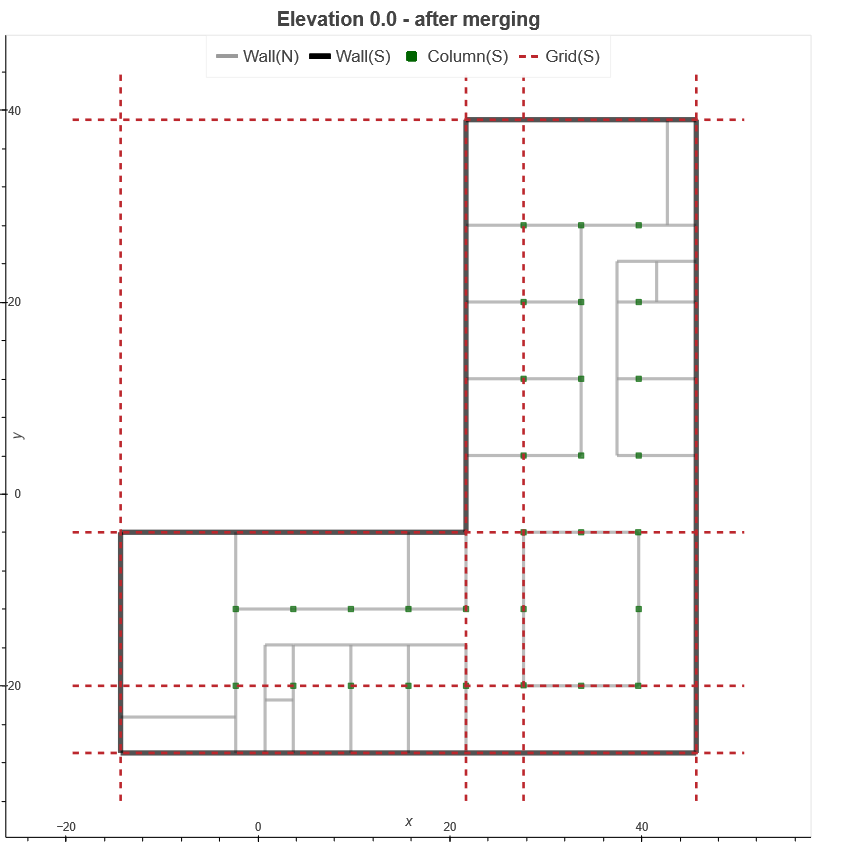 Elevation 0.0 - after merging
Wall(N) Wall(S) Column(S) Grid(S)
40
20
y
0
−20
x
−20 0 20 40